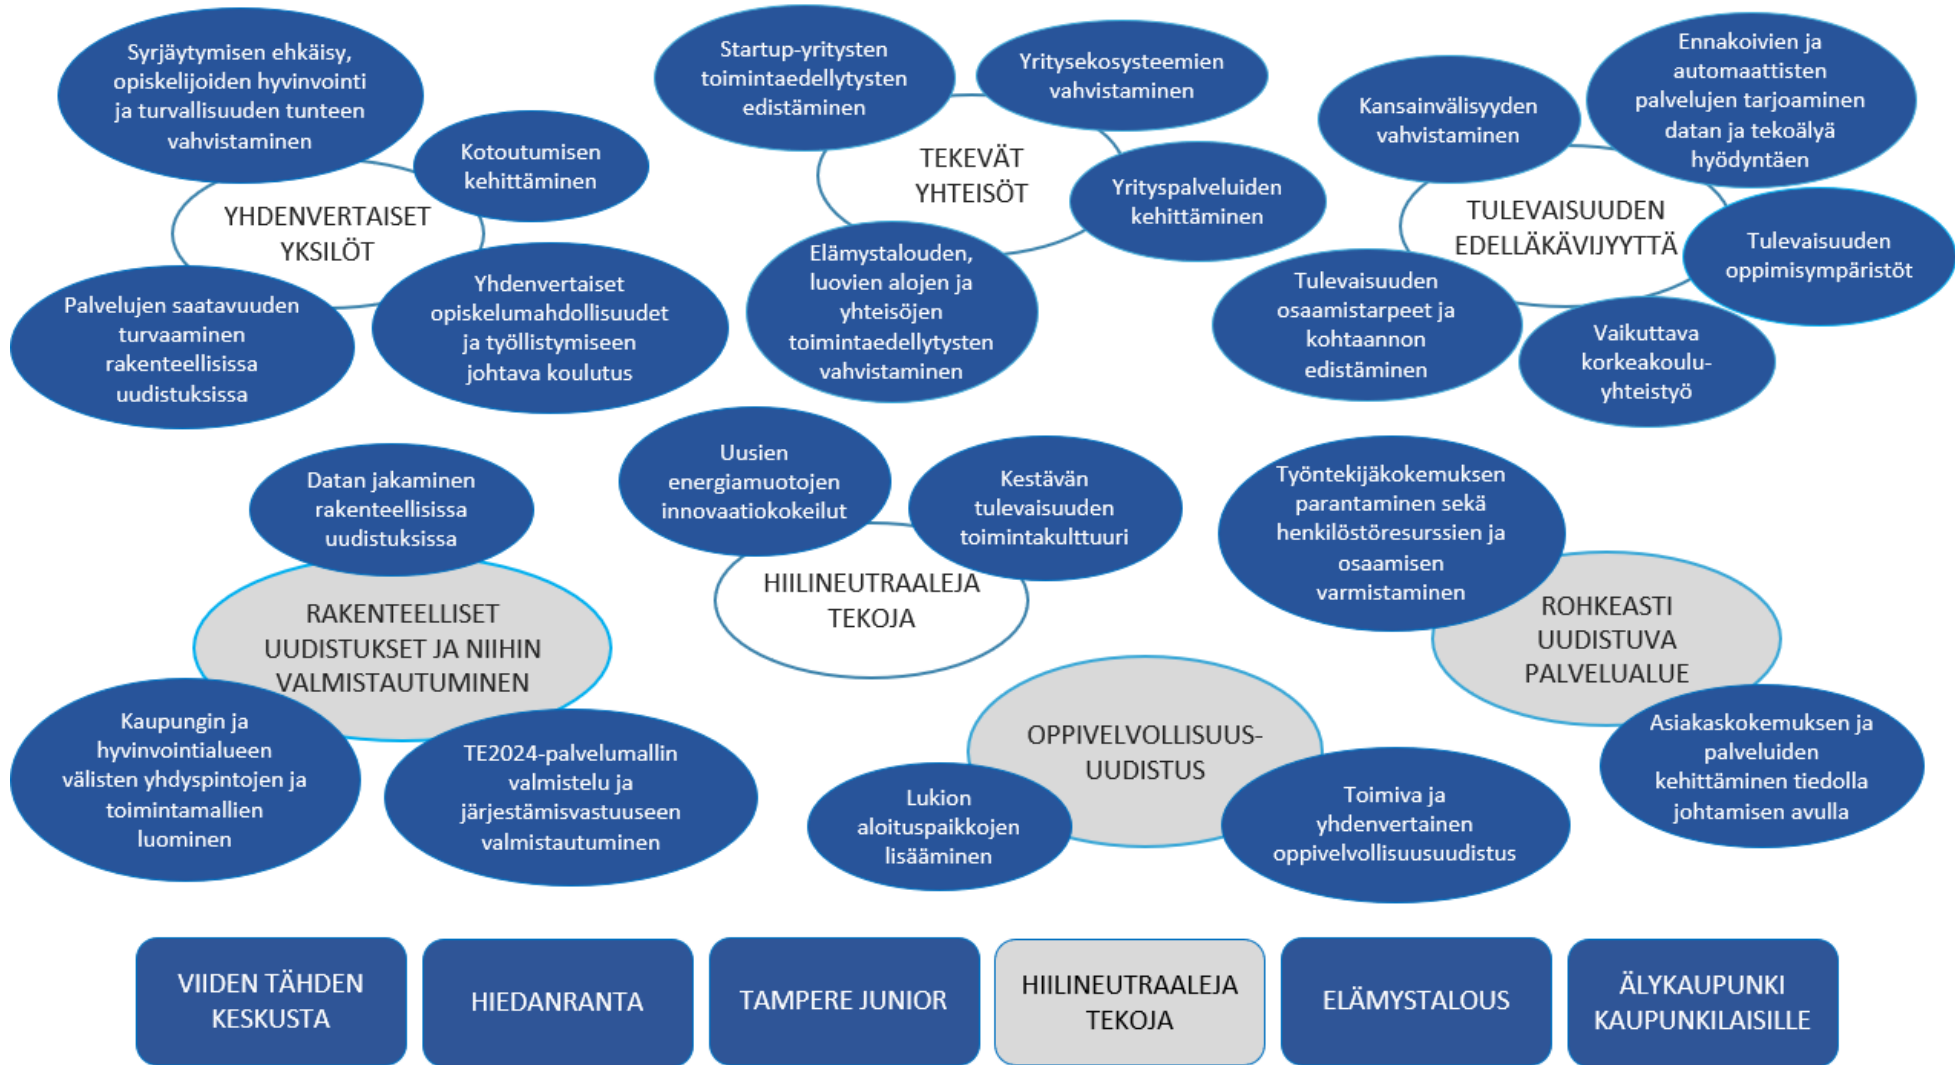 Syrjäytymisen ehkäisy,
opiskelijoiden hyvinvointi
ja turvallisuuden tunteen
vahvistaminen
Kotoutumisen
kehittäminen
YHDENVERTAISET
YKSILÖT
Palvelujen saatavuuden
turvaaminen
rakenteellisissa
uudistuksissa
Yhdenvertaiset
opiskelumahdollisuudet
ja työllistymiseen
johtava koulutus
Startup-yritysten
toimintaedellytysten
edistäminen
Yritysekosysteemien
vahvistaminen
TEKEVÄT
YHTEISÖT
Yrityspalveluiden
kehittäminen
Elämystalouden,
luovien alojen ja
yhteisöjen
toimintaedellytysten
vahvistaminen
Kansainvälisyyden
vahvistaminen
Ennakoivien ja
automaattisten
palvelujen tarjoaminen
datan ja tekoälyä
hyödyntäen
TULEVAISUUDEN
EDELLÄKÄVIJYYTTÄ
Tulevaisuuden
oppimisympäristöt
Tulevaisuuden
osaamistarpeet ja
kohtaannon
edistäminen
Vaikuttava
korkeakoulu-
yhteistyö
Datan jakaminen
rakenteellisissa
uudistuksissa
RAKENTEELLISET
UUDISTUKSET JA NIIHIN
VALMISTAUTUMINEN
Kaupungin ja
hyvinvointialueen
välisten yhdyspintojen ja
toimintamallien
luominen
TE2024-palvelumallin
valmistelu ja
järjestämisvastuuseen
valmistautuminen
Uusien
energiamuotojen
innovaatiokokeilut
Kestävän
tulevaisuuden
toimintakulttuuri
HIILINEUTRAALEJA
TEKOJA
OPPIVELVOLLISUUS-
UUDISTUS
Lukion
aloituspaikkojen
lisääminen
Toimiva ja
yhdenvertainen
oppivelvollisuusuudistus
Työntekijäkokemuksen
parantaminen sekä
henkilöstöresurssien ja
osaamisen
varmistaminen
ROHKEASTI
UUDISTUVA
PALVELUALUE
Asiakaskokemuksen ja
palveluiden
kehittäminen tiedolla
johtamisen avulla
VIIDEN TÄHDEN
KESKUSTA
HIEDANRANTA
TAMPERE JUNIOR
HIILINEUTRAALEJA
TEKOJA
ELÄMYSTALOUS
ÄLYKAUPUNKI
KAUPUNKILAISILLE